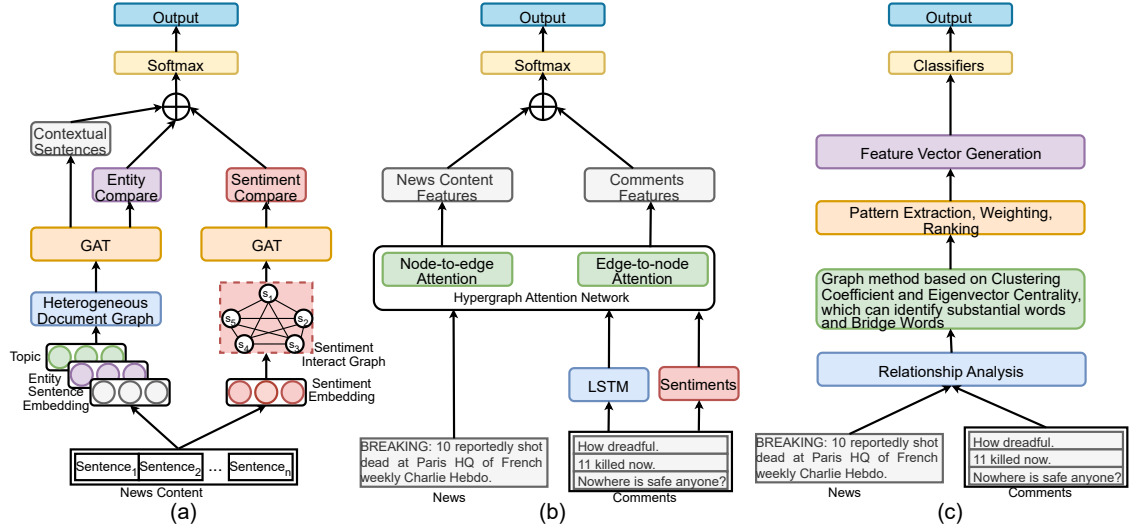 Output
Softmax
Contextual
Sentences
Entity
Compare
Sentiment
Compare
GAT
GAT
Heterogeneous
Document Graph
S1
S2
S3
S4
S5
Sentiment
Interact Graph
Topic
Entity
Sentence
Embedding
Sentiment
Embedding
Sentence1
Sentence2
...
Sentencen
News Content
(a)
Output
Softmax
News Content
Features
Comments
Features
Node-to-edge
Attention
Edge-to-node
Attention
Hypergraph Attention Network
LSTM
Sentiments
BREAKING: 10 reportedly shot
dead at Paris HQ of French
weekly Charlie Hebdo.
News
How dreadful.
11 killed now.
Nowhere is safe anyone?
Comments
(b)
Output
Classifiers
Feature Vector Generation
Pattern Extraction, Weighting,
Ranking
Graph method based on Clustering
Coefficient and Eigenvector Centrality,
which can identify substantial words
and Bridge Words
Relationship Analysis
BREAKING: 10 reportedly shot
dead at Paris HQ of French
weekly Charlie Hebdo.
News
How dreadful.
11 killed now.
Nowhere is safe anyone?
Comments
(c)